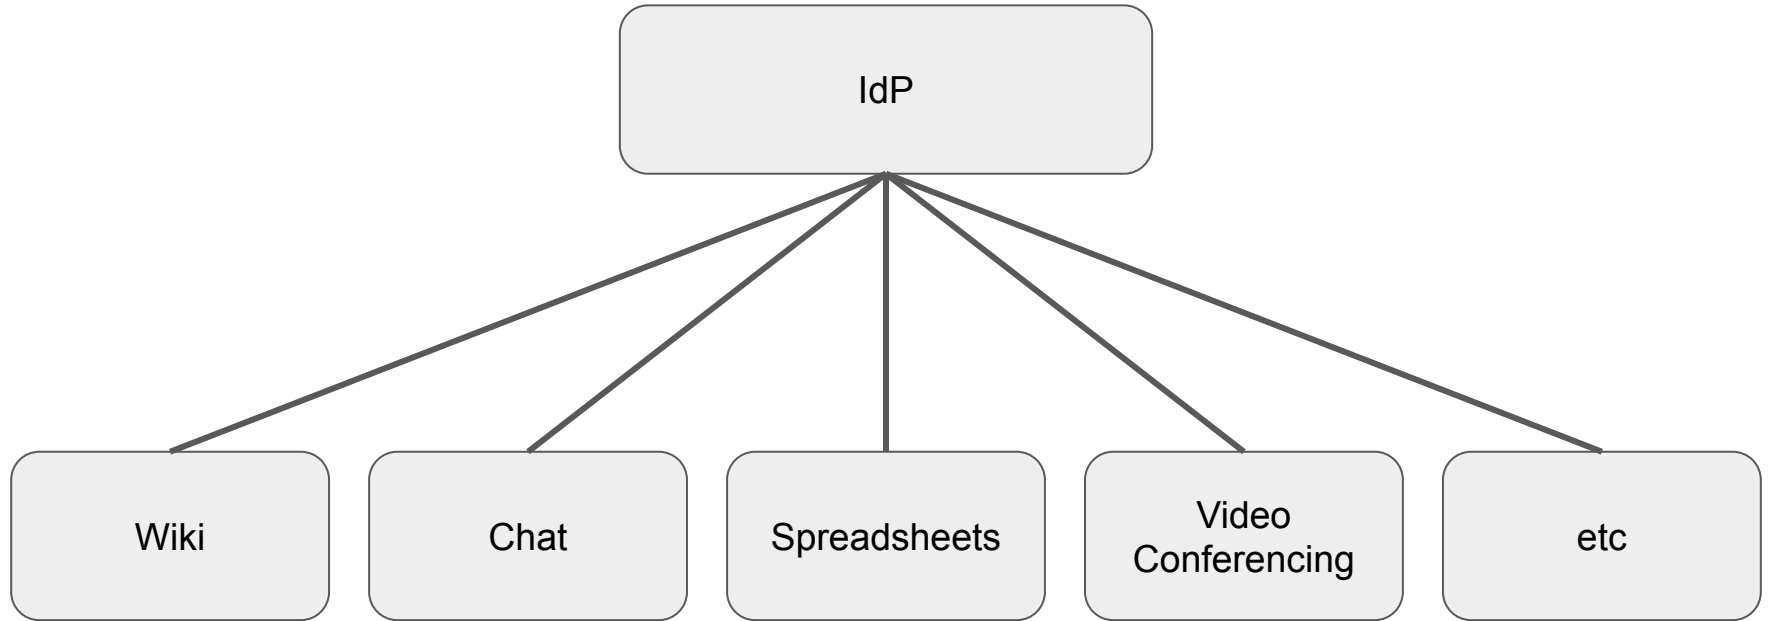 IdP
Wiki
Chat
Spreadsheets
Video
Conferencing
etc